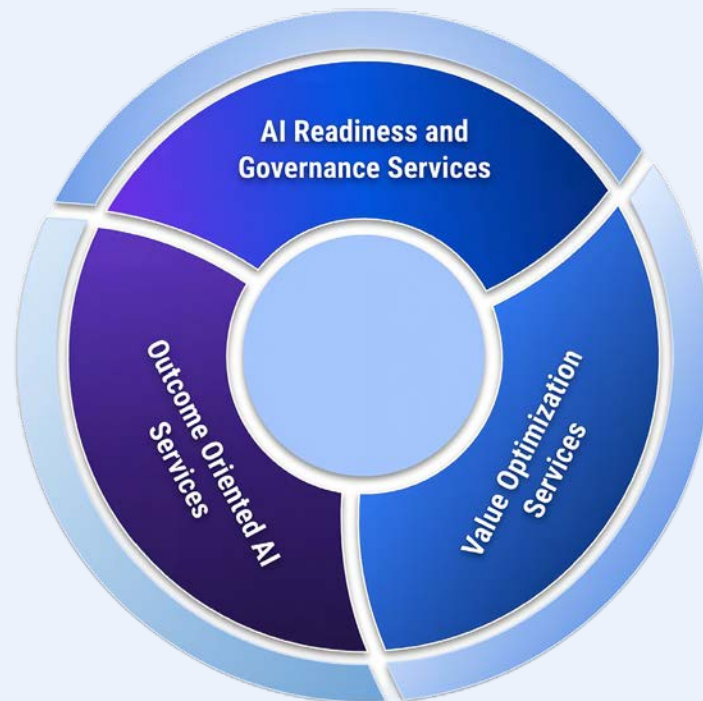 AI Readiness and
Governance Services
Outcome Oriented AI
Services
Value Optimization
Services